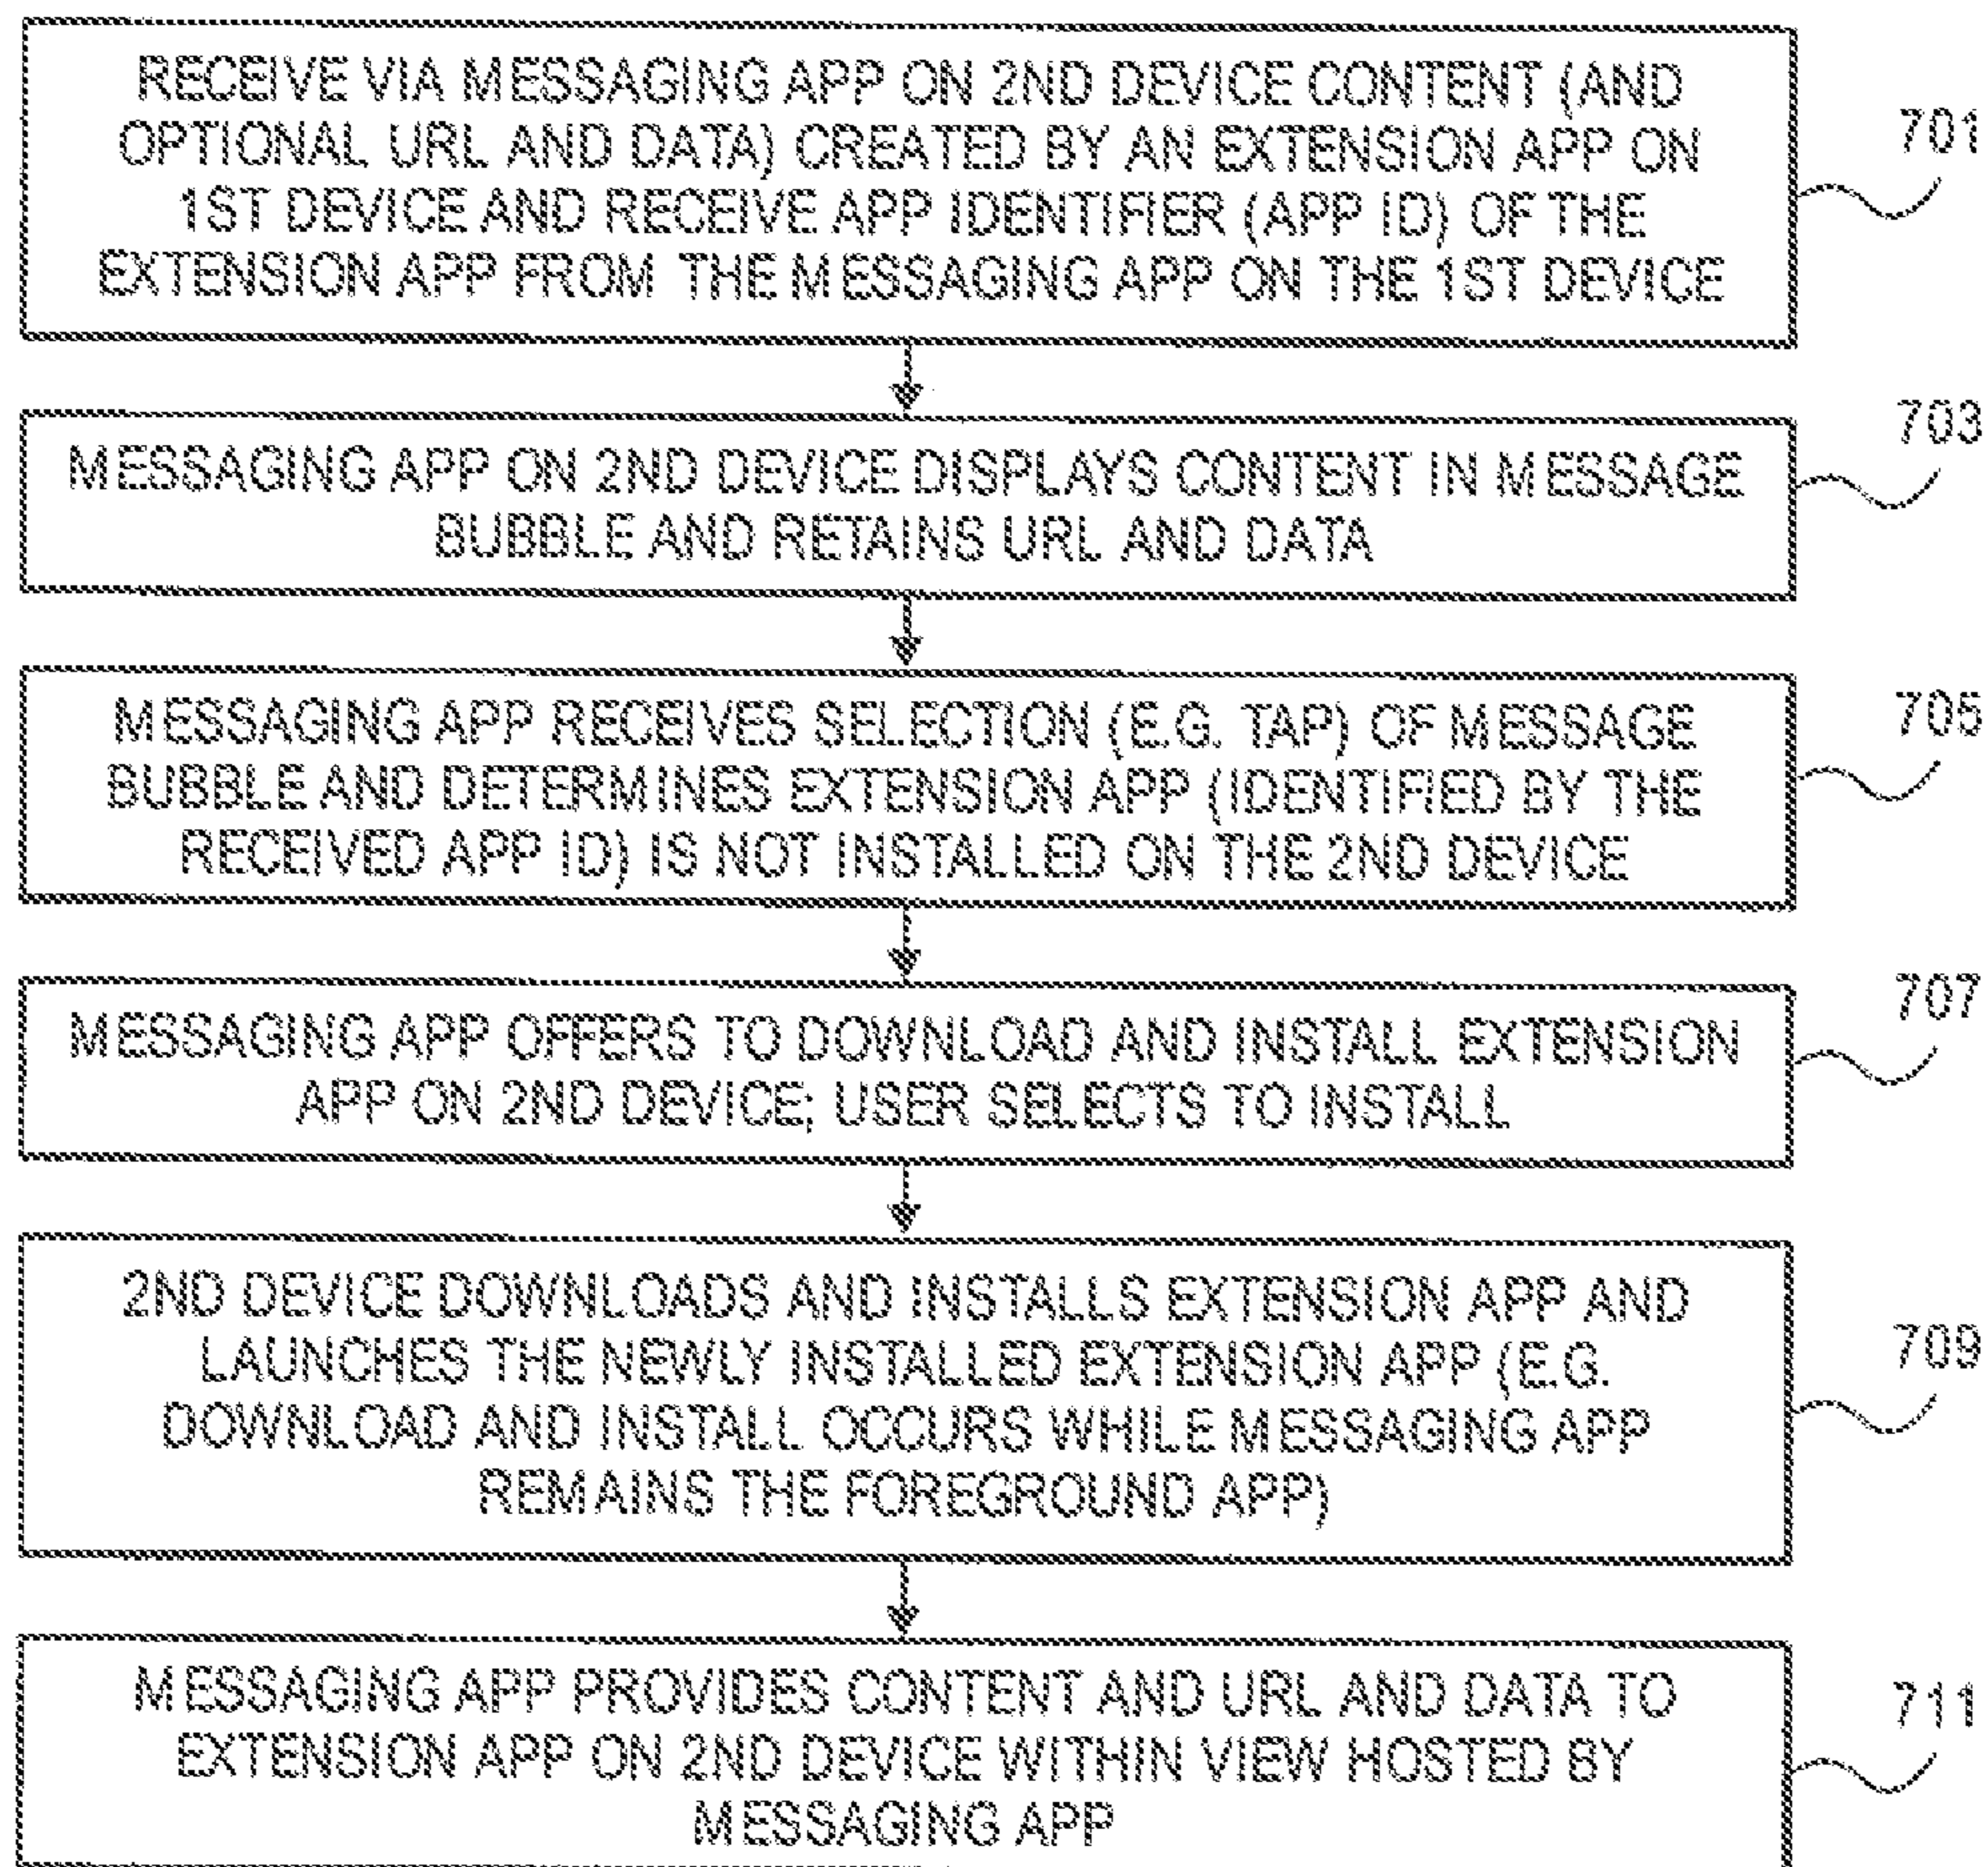 RECEIVE VIA MESSAGING APP ON 2ND DEVICE CONTENT (AND
OPTIONAL URL AND DATA) CREATED BY AN EXTENSION APP ON
1ST DEVICE AND RECEIVE APP IDENTIFIER (APP ID) OF THE
EXTENSION APP FROM THE MESSAGING APP ON THE 1ST DEVICE
701
MESSAGING APP ON 2ND DEVICE DISPLAYS CONTENT IN MESSAGE
BUBBLE AND RETAINS URL AND DATA
703
MESSAGING APP RECEIVES SELECTION (E.G. TAP) OF MESSAGE
BUBBLE AND DETERMINES EXTENSION APP (IDENTIFIED BY THE
RECEIVED APP ID) IS NOT INSTALLED ON THE 2ND DEVICE
705
MESSAGING APP OFFERS TO DOWNLOAD AND INSTALL EXTENSION
APP ON 2ND DEVICE; USER SELECTS TO INSTALL
707
2ND DEVICE DOWNLOADS AND INSTALLS EXTENSION APP AND
LAUNCHES THE NEWLY INSTALLED EXTENSION APP (E.G.
DOWNLOAD AND INSTALL OCCURS WHILE MESSAGING APP
REMAINS THE FOREGROUND APP)
709
MESSAGING APP PROVIDES CONTENT AND URL AND DATA TO
EXTENSION APP ON 2ND DEVICE WITHIN VIEW HOSTED BY
MESSAGING APP
711